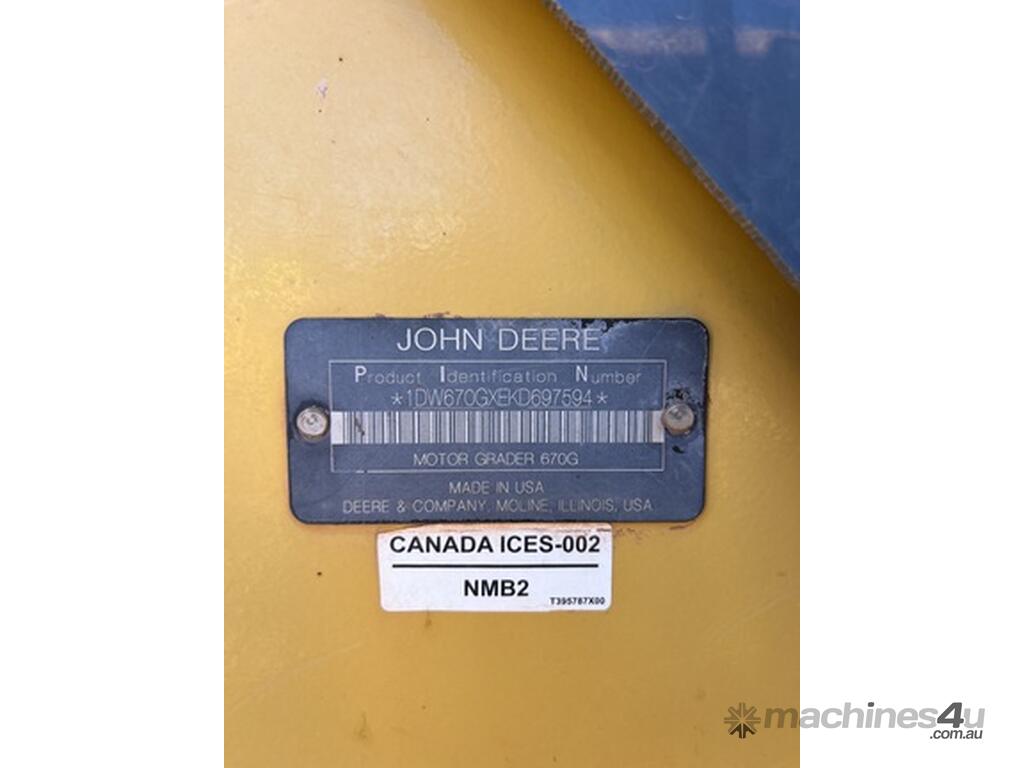 JOHN DEERE
Product Identification Number
*1DW670GXEKD697594*
MOTOR GRADER 670G
MADE IN USA
DEERE & COMPANY, MOLINE, ILLINOIS, USA
CANADA ICES-002
NMB2
T395787X00
machines4u
.com.au